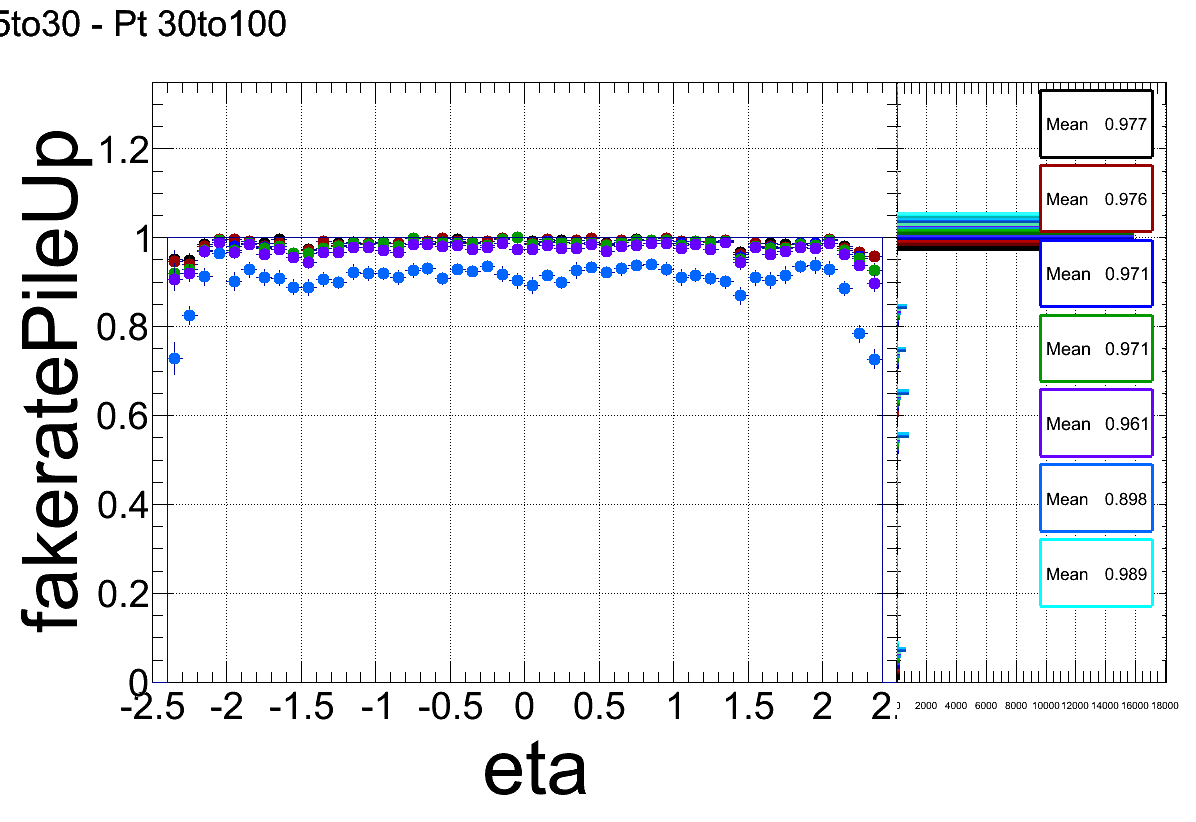 5to30 - Pt 30to100
fakeratePileUp
1.2
1
0.8
0.6
0.4
0.2
0
-2.5 -2 -1.5 -1 -0.5 0 0.5 1 1.5 2 2.
eta
2000 4000 6000 8000 10000 12000 14000 16000 18000
Mean 0.977
Mean 0.976
Mean 0.971
Mean 0.971
Mean 0.961
Mean 0.898
Mean 0.989